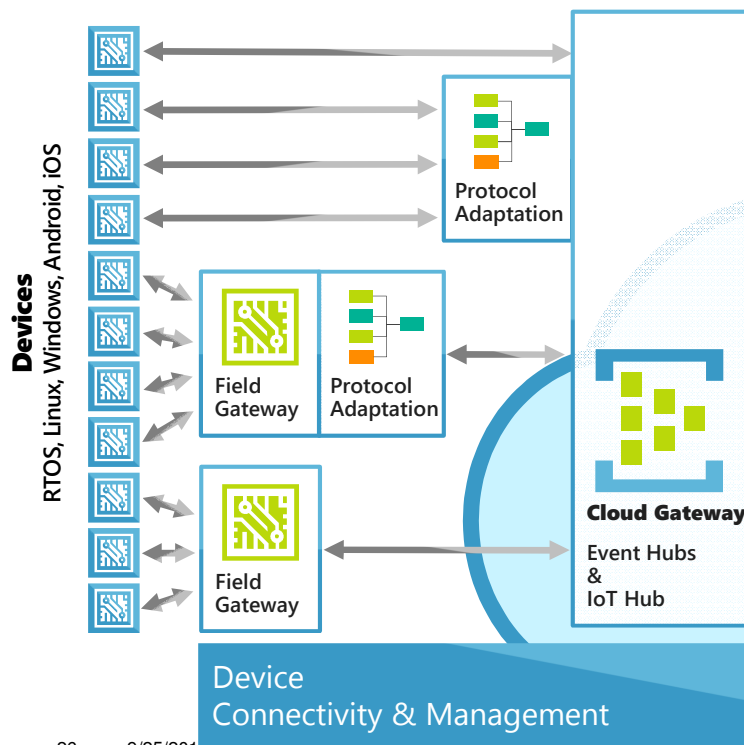 Devices
RTOS, Linux, Windows, Android, iOS
Protocol
Adaptation
Field
Gateway
Protocol
Adaptation
Field
Gateway
Cloud Gateway
Event Hubs
&
IoT Hub
Device
Connectivity & Management